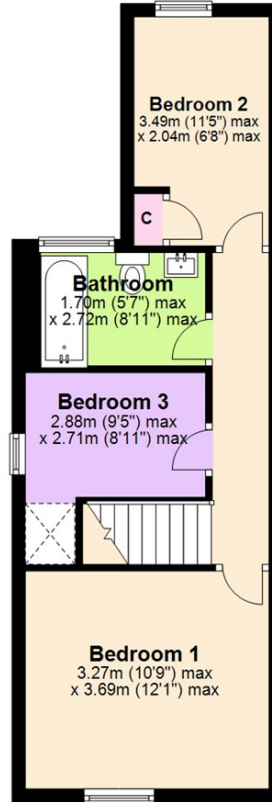 Bedroom 2
3.49m (11'5") max
x 2.04m (6'8") max
C
Bathroom
1.70m (5'7") max
x 2.72m (8'11") max
Bedroom 3
2.88m (9'5") max
x 2.71m (8'11") max
Bedroom 1
3.27m (10'9") max
x 3.69m (12'1") max